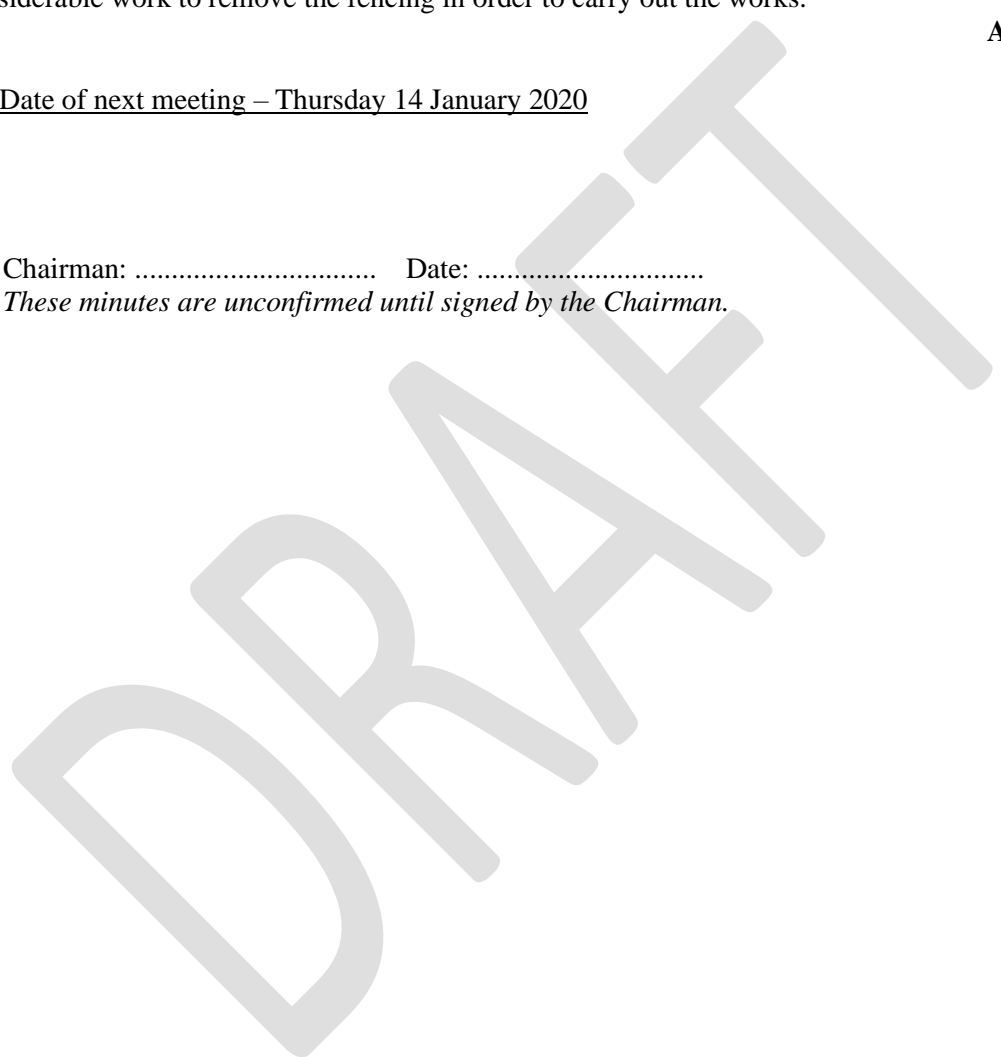 siderable work to remove the fencing in order to carry out the works.
A
Date of next meeting – Thursday 14 January 2020
Chairman: ................................. Date: ...............................
These minutes are unconfirmed until signed by the Chairman.
DRAFT